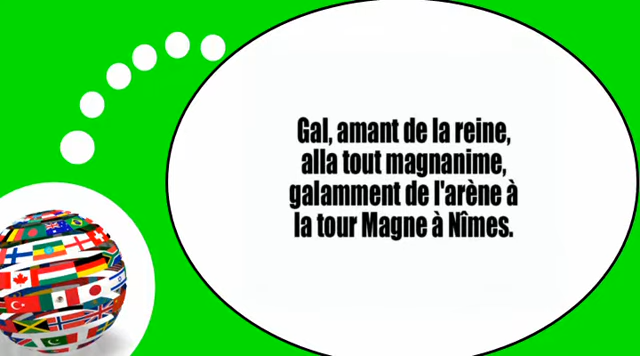 Gal, amant de la reine,
alla tout magnanime,
galamment de l'arène à
la tour Magne à Nîmes.